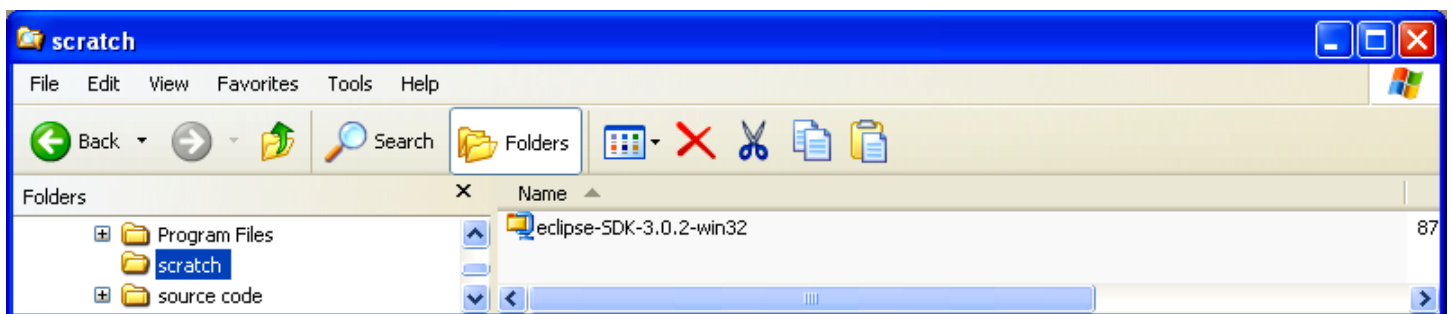 scratch
File Edit View Favorites Tools Help
Back Search Folders
Folders × Name
Program Files eclipse-SDK-3.0.2-win32 87
scratch
source code